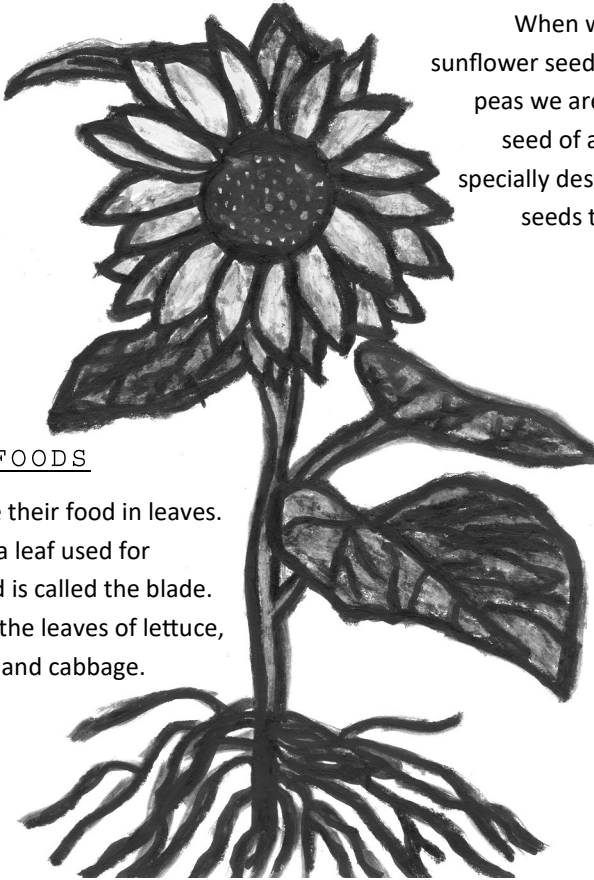 When w
sunflower seed
peas we are
seed of a
specially des
seeds t
FOODS
e their food in leaves.
a leaf used for
d is called the blade.
the leaves of lettuce,
and cabbage.